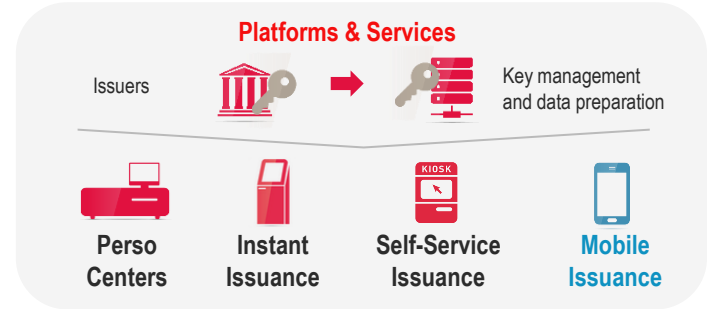 Platforms & Services
Issuers
Key management
and data preparation
KIOSK
Perso
Centers
Instant
Issuance
Self-Service
Issuance
Mobile
Issuance